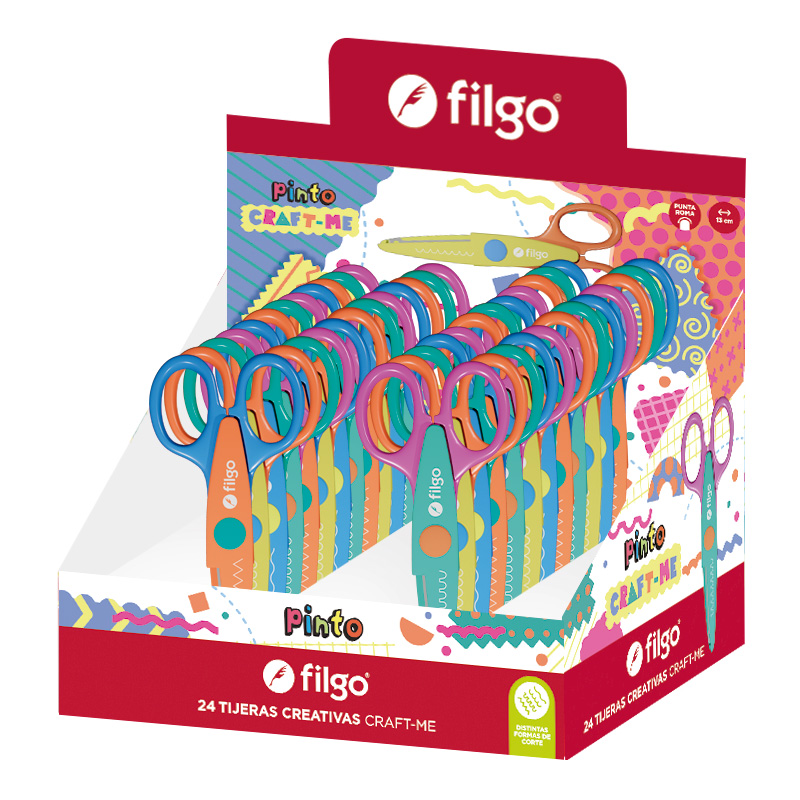 filgo®
pinto
CRAFT-ME
PUNTA
ROMA
13 cm
filgo
filgo
filgo
filgo
pinto
CRAFT-ME
pinto
filgo®
24 TIJERAS CREATIVAS CRAFT-ME
DISTINTAS
FORMAS DE
CORTE
filgo®
24 TIJERAS CREATIVAS CRAFT-ME